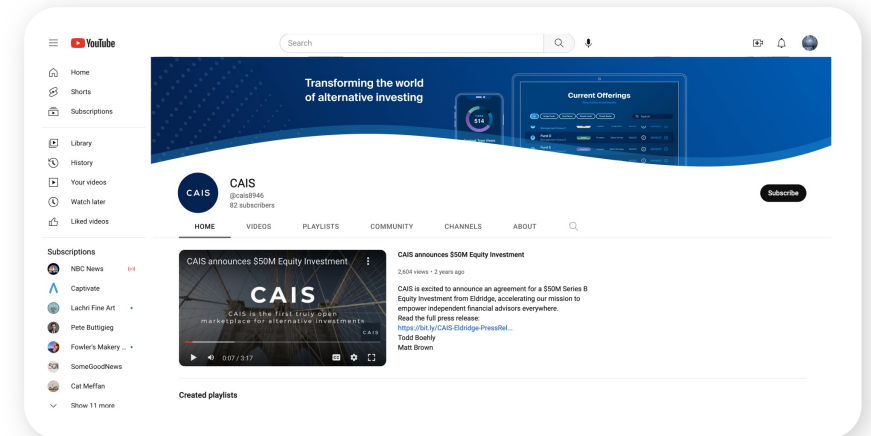 YouTube
Search
Home
Shorts
Subscriptions
Library
History
Your videos
Watch later
Liked videos
Subscriptions
NBC News
Captivate
Lachri Fine Art
Pete Buttigieg
Fowler's Makery ...
SomeGoodNews
Cat Meffan
Show 11 more
Transforming the world
of alternative investing
$14
Current Offerings
Search
CAIS
CAIS
@cais8946
82 subscribers
Subscribe
HOME VIDEOS PLAYLISTS COMMUNITY CHANNELS ABOUT
CAIS announces $50M Equity Investment
CAIS
CAIS is the first truly open
marketplace for alternative investments
CAIS
0:07 / 3:17
CC
CAIS announces $50M Equity Investment
2,604 views • 2 years ago
CAIS is excited to announce an agreement for a $50M Series B
Equity Investment from Eldridge, accelerating our mission to
empower independent financial advisors everywhere.
Read the full press release:
https://bit.ly/CAIS-Eldridge-PressRel...
Todd Boehly
Matt Brown
Created playlists